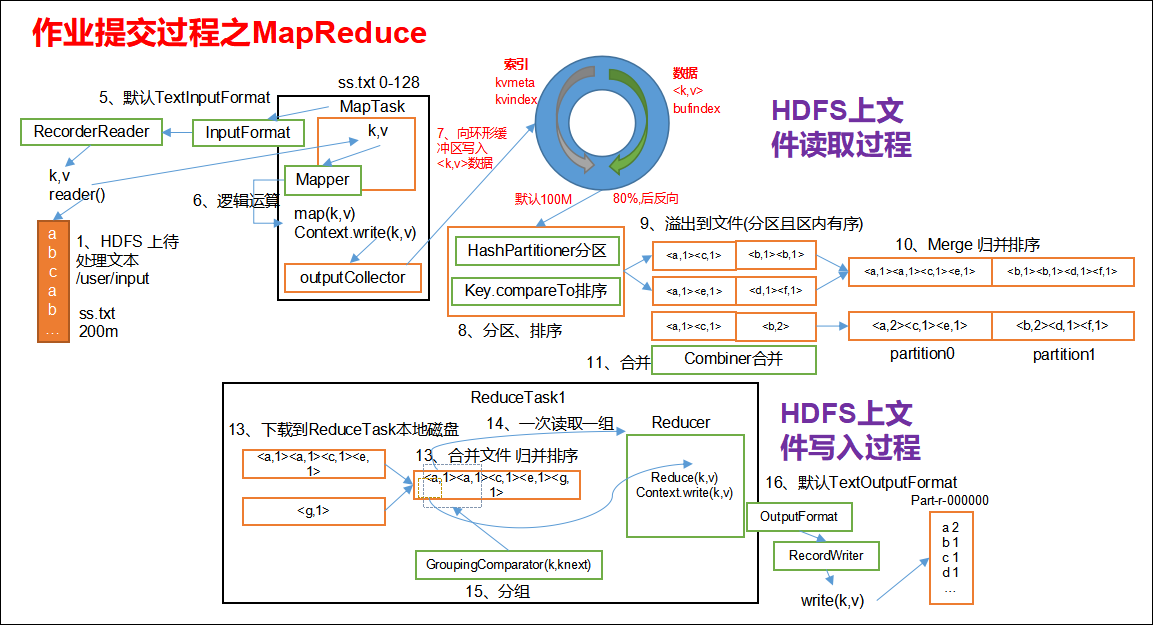 作业提交过程之MapReduce
ss.txt 0-128
5、默认TextInputFormat
MapTask
RecorderReader
InputFormat
k,v
k,v
reader()
Mapper
6、逻辑运算
map(k,v)
Context.write(k,v)
outputCollector
a
b
c
a
b
...
1、HDFS 上待
处理文本
/user/input
ss.txt
200m
7、向环形缓
冲区写入
<k,v>数据
索引
kvmeta
kvindex
数据
<k,v>
bufindex
默认100M
80%,后反向
HDFS上文
件读取过程
HashPartitioner分区
Key.compareTo排序
8、分区、排序
9、溢出到文件(分区且区内有序)
<a,1><c,1>
<b,1><b,1>
<a,1><e,1>
<d,1><f,1>
<a,1><c,1>
<b,2>
10、Merge 归并排序
<a,1><a,1><c,1><e,1>
<b,1><b,1><d,1><f,1>
<a,2><c,1><e,1>
<b,2><d,1><f,1>
partition0
partition1
11、合并
Combiner合并
ReduceTask1
13、下载到ReduceTask本地磁盘
<a,1><a,1><c,1><e,
1>
<g,1>
13、合并文件 归并排序
<a,1><a,1><c,1><e,1><g,
1>
14、一次读取一组
Reducer
Reduce(k,v)
Context.write(k,v)
GroupingComparator(k,knext)
15、分组
HDFS上文
件写入过程
16、默认TextOutputFormat
Part-r-000000
OutputFormat
RecordWriter
write(k,v)
a 2
b 1
c 1
d 1
...